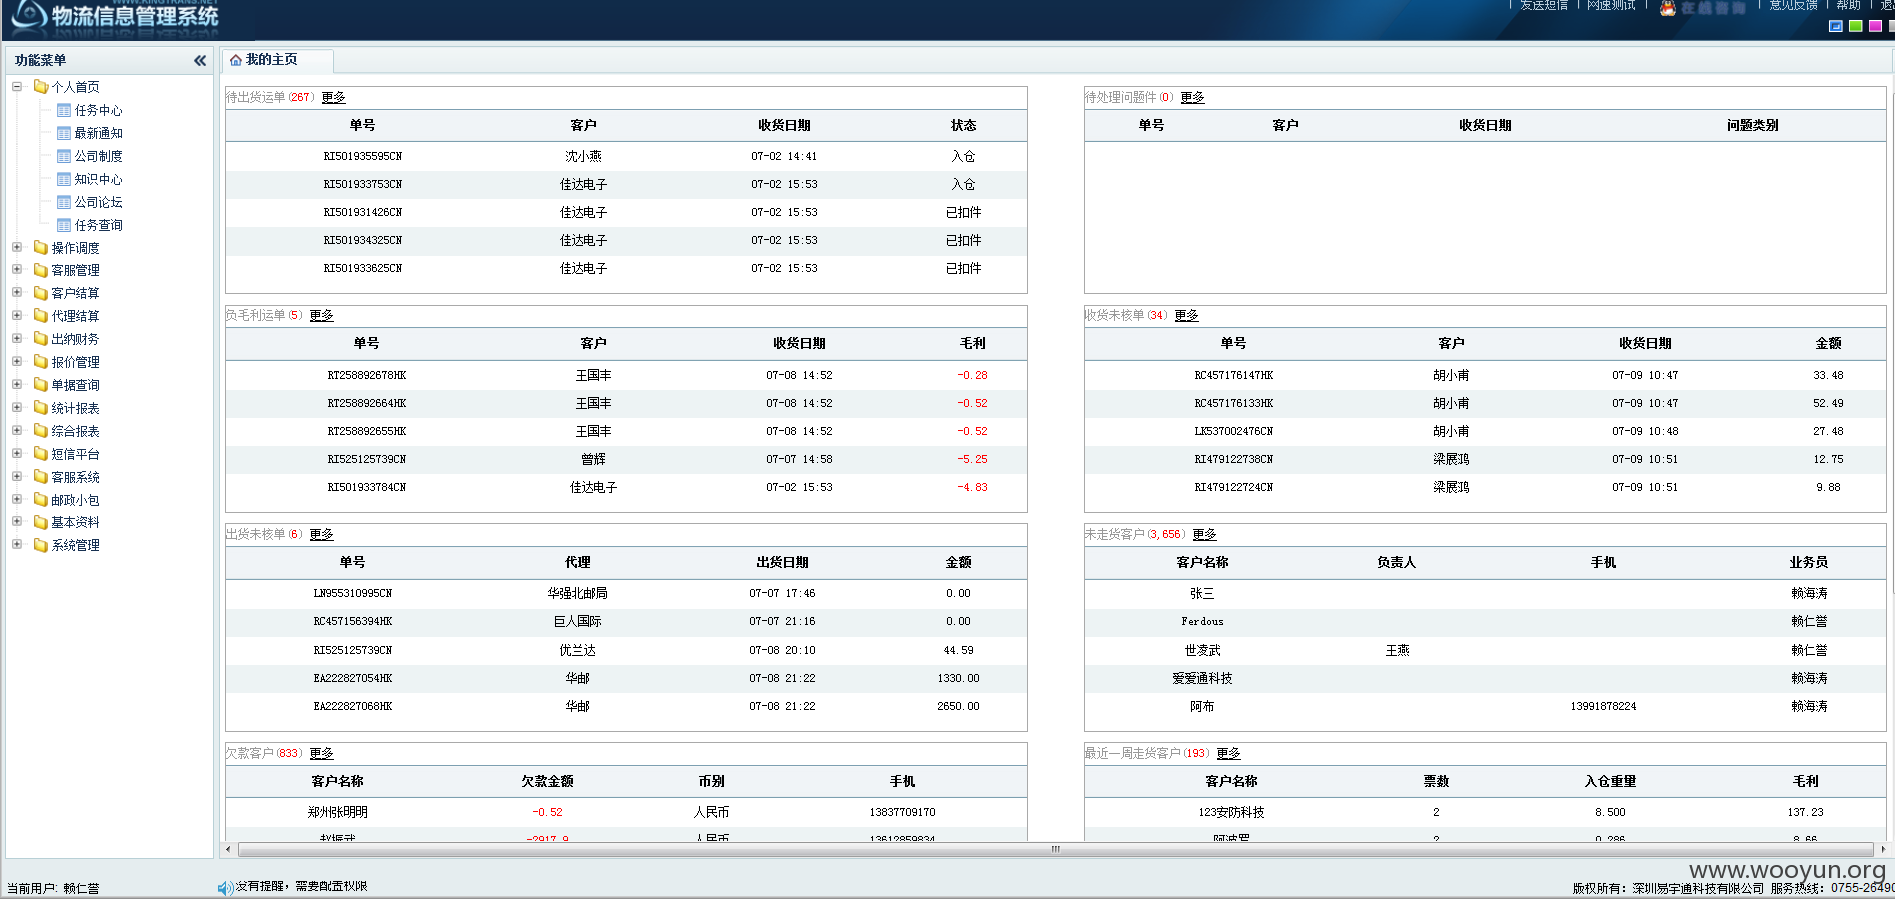 WWW.KINGTRANS.NET
物流信息管理系统
发送短信 | 网速测试 | 在线咨询 | 意见反馈 | 帮助 |
功能菜单
我的主页
个人首页
任务中心
最新通知
公司制度
知识中心
公司论坛
任务查询
操作调度
客服管理
客户结算
代理结算
出纳财务
报价管理
单据查询
统计报表
综合报表
短信平台
客服系统
邮政小包
基本资料
系统管理
待出货运单(267) 更多
单号 客户 收货日期 状态
RI501935595CN 沈小燕 07-02 14:41 入仓
RI501933753CN 佳达电子 07-02 15:53 入仓
RI501931426CN 佳达电子 07-02 15:53 已扣件
RI501934325CN 佳达电子 07-02 15:53 已扣件
RI501933625CN 佳达电子 07-02 15:53 已扣件
待处理问题件(0) 更多
单号 客户 收货日期 问题类别
负毛利运单(5) 更多
单号 客户 收货日期 毛利
RT258892678HK 王国丰 07-08 14:52 -0.28
RT258892664HK 王国丰 07-08 14:52 -0.52
RT258892655HK 王国丰 07-08 14:52 -0.52
RI525125739CN 曾辉 07-07 14:58 -5.25
RI501933784CN 佳达电子 07-02 15:53 -4.83
收货未核单(34) 更多
单号 客户 收货日期 金额
RC457176147HK 胡小甫 07-09 10:47 33.48
RC457176133HK 胡小甫 07-09 10:47 52.49
LK537002476CN 胡小甫 07-09 10:48 27.48
RI479122738CN 梁展鸿 07-09 10:51 12.75
RI479122724CN 梁展鸿 07-09 10:51 9.88
出货未核单(6) 更多
单号 代理 出货日期 金额
LN955310995CN 华强北邮局 07-07 17:46 0.00
RC457156394HK 巨人国际 07-07 21:16 0.00
RI525125739CN 优兰达 07-08 20:10 44.59
EA222827054HK 华邮 07-08 21:22 1330.00
EA222827068HK 华邮 07-08 21:22 2650.00
未走货客户(3,656) 更多
客户名称 负责人 手机 业务员
张三 赖海涛
Ferdous 赖仁誉
世凌武 王燕 赖仁誉
爱爱通科技 赖海涛
阿布 13991878224 赖海涛
欠款客户(833) 更多
客户名称 欠款金额 币别 手机
郑州张明明 -0.52 人民币 13837709170
赵振武 -2917.9 人民币 13612859834
最近一周走货客户(193) 更多
客户名称 票数 入仓重量 毛利
123安防科技 2 8.500 137.23
阿波罗 2 0.286 8.66
当前用户: 赖仁誉
没有提醒，需要配置权限
www.wooyun.org
版权所有：深圳易宇通科技有限公司 服务热线：0755-26490